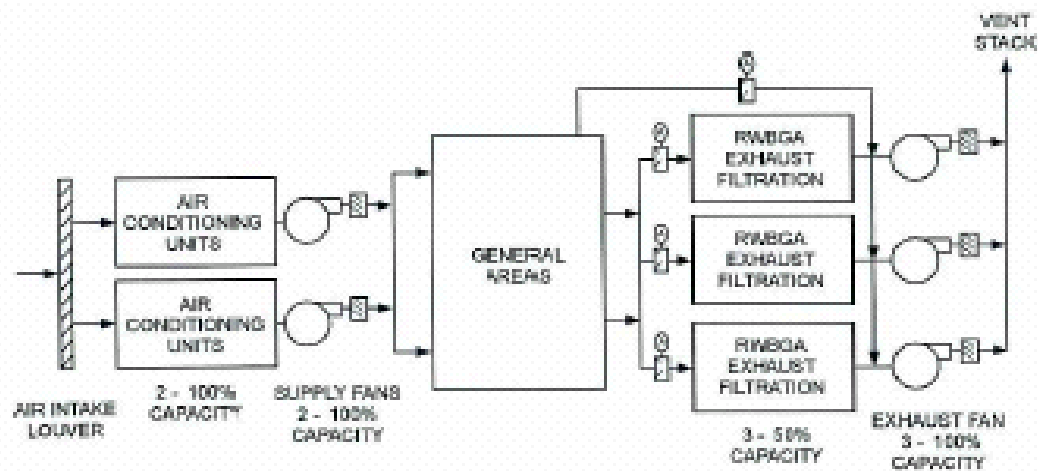 VENT
STACK
AIR
CONDITIONING
UNITS
AIR
CONDITIONING
UNITS
GENERAL
AREAS
RWBGA
EXHAUST
FILTRATION
RWBGA
EXHAUST
FILTRATION
RWBGA
EXHAUST
FILTRATION
AIR INTAKE
LOUVER
2 - 100%
CAPACITY
SUPPLY FANS
2 - 100%
CAPACITY
3 - 50%
CAPACITY
EXHAUST FAN
3 - 100%
CAPACITY